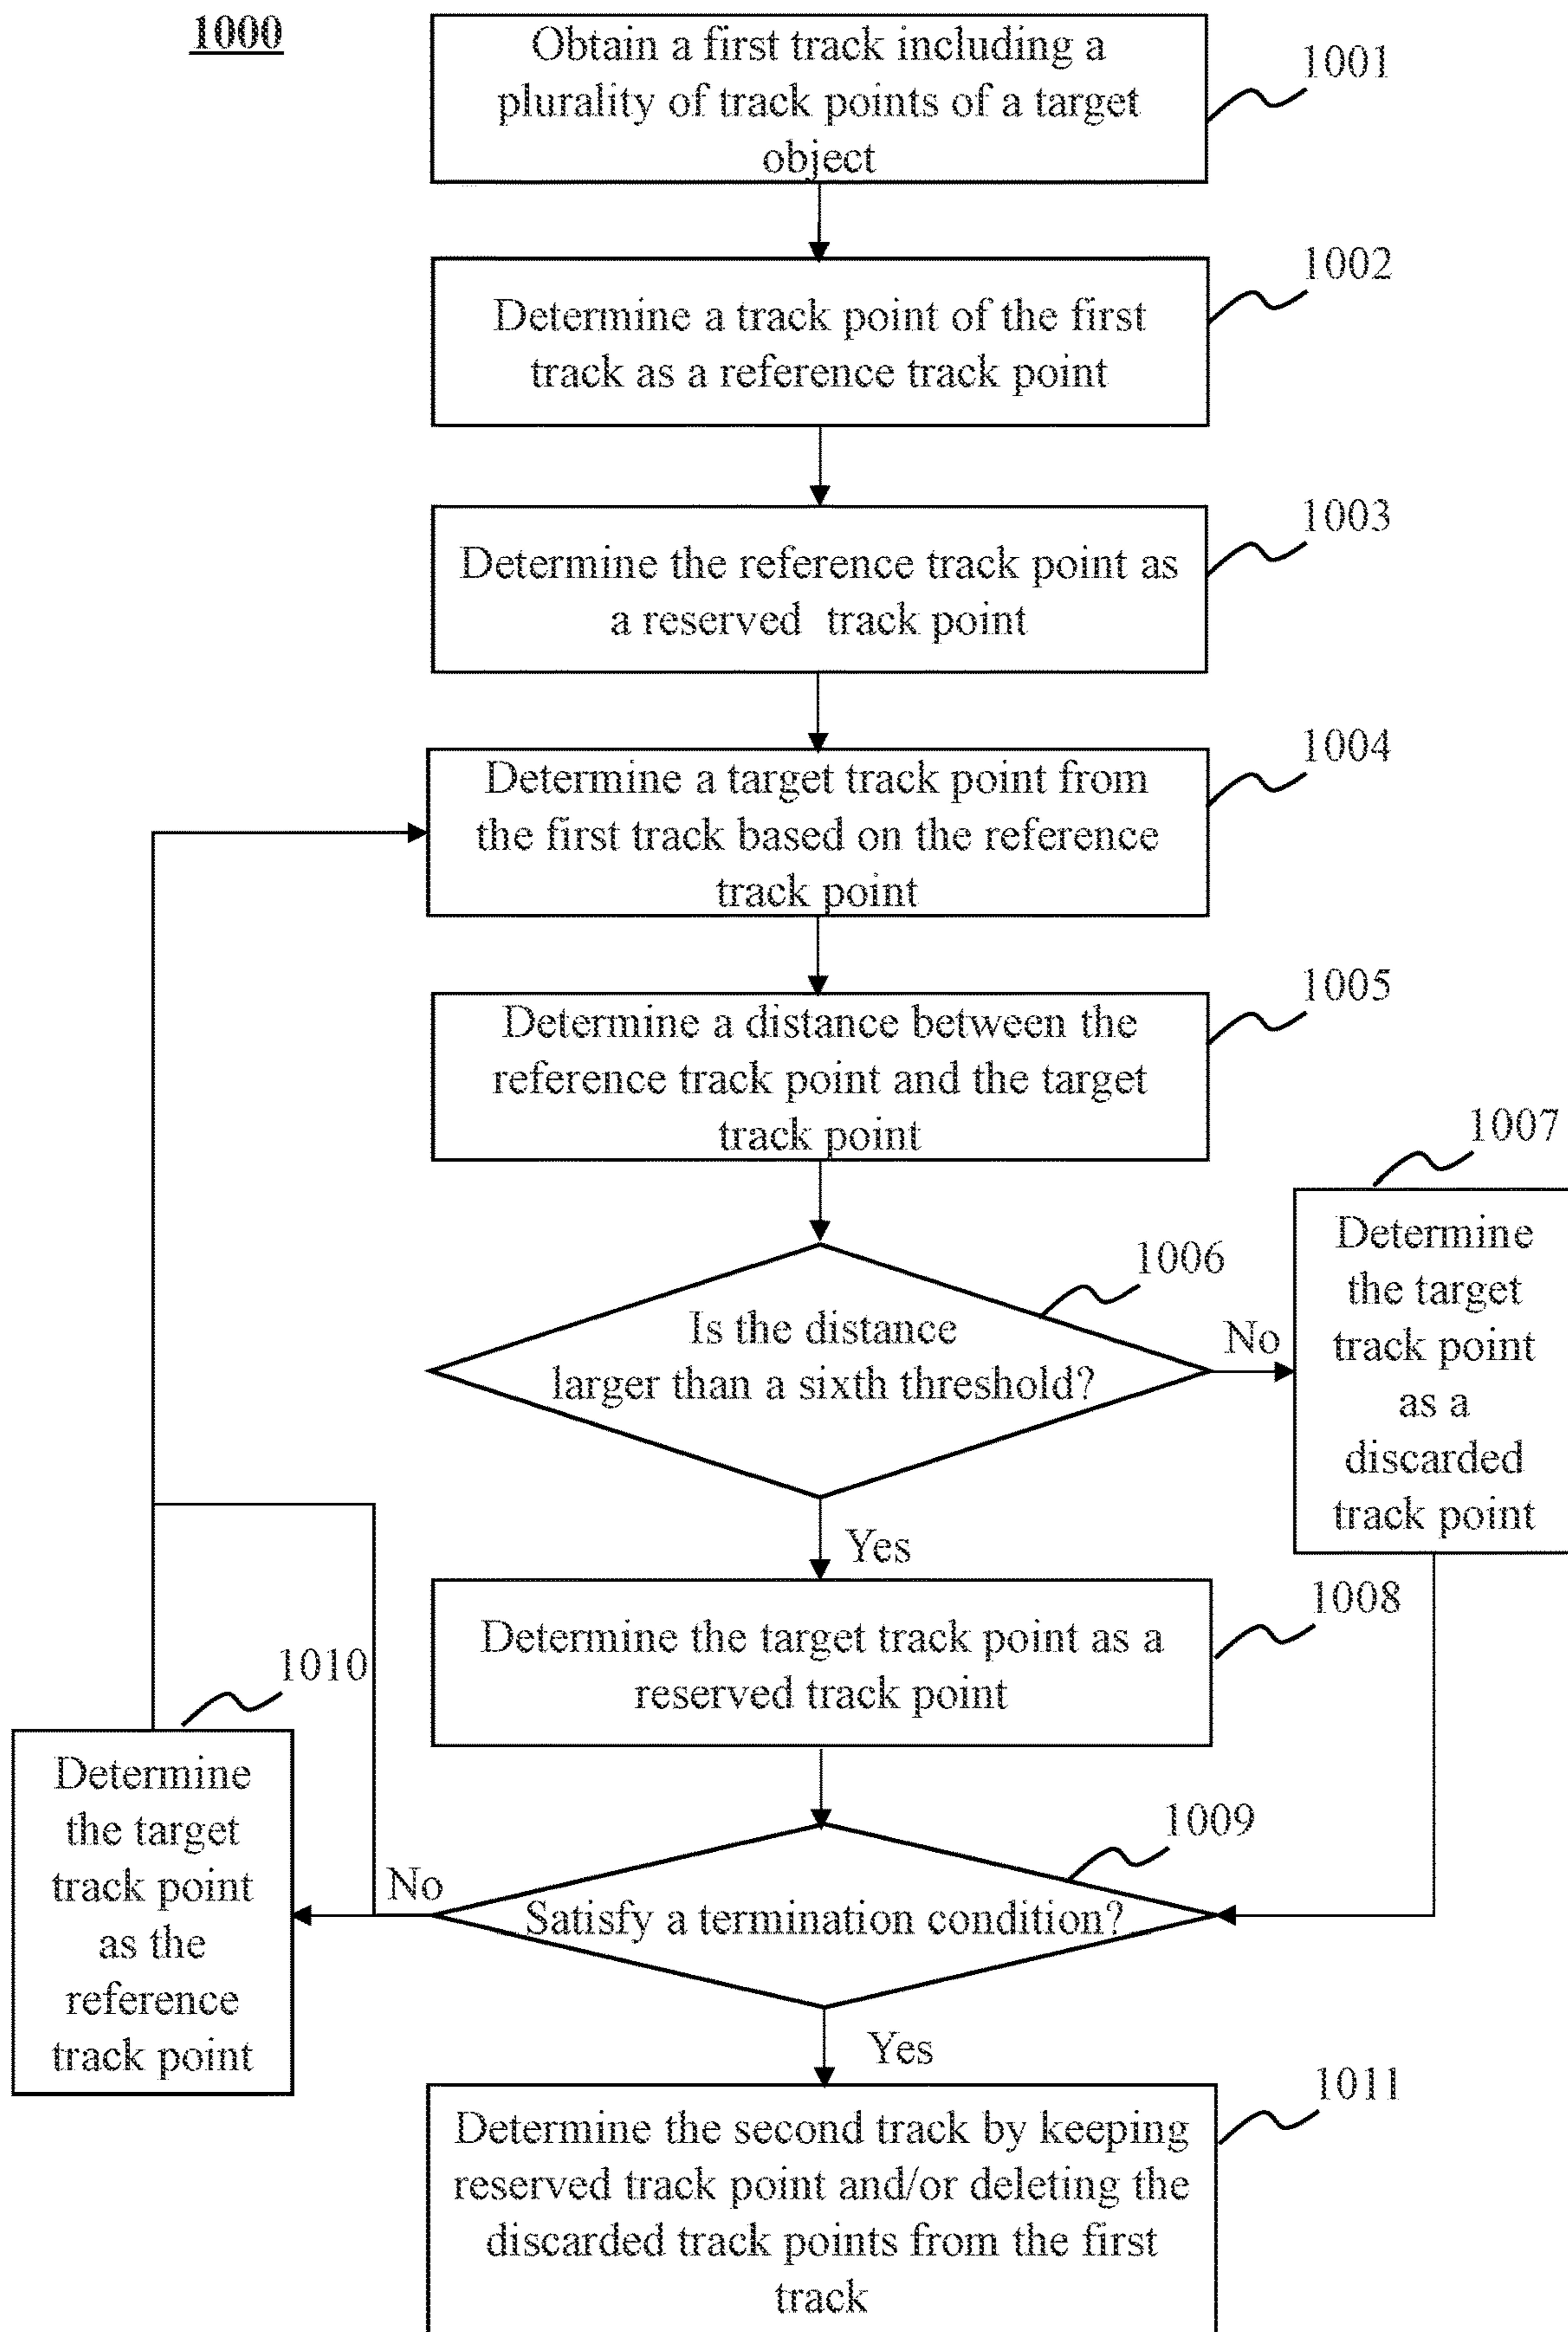 1000
Obtain a first track including a
plurality of track points of a target
object
1001
Determine a track point of the first
track as a reference track point
1002
Determine the reference track point as
a reserved track point
1003
Determine a target track point from
the first track based on the reference
track point
1004
Determine a distance between the
reference track point and the target
track point
1005
Is the distance
larger than a sixth threshold?
1006
No
1007
Determine
the target
track point
as a
discarded
track point
Yes
Determine the target track point as a
reserved track point
1008
Satisfy a termination condition?
1009
No
1010
Determine
the target
track point
as the
reference
track point
Yes
Determine the second track by keeping
reserved track point and/or deleting the
discarded track points from the first
track
1011